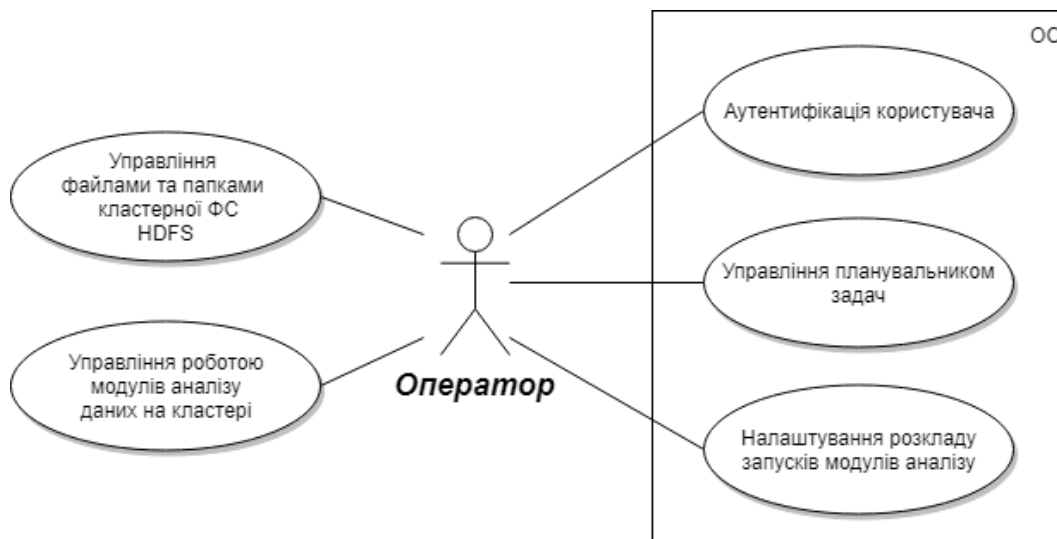 ОС
Аутентифікація користувача
Управління
файлами та папками
кластерної ФС
HDFS
Управління планувальником
задач
Управління роботою
модулів аналізу
даних на кластері
Оператор
Налаштування розкладу
запусків модулів аналізу